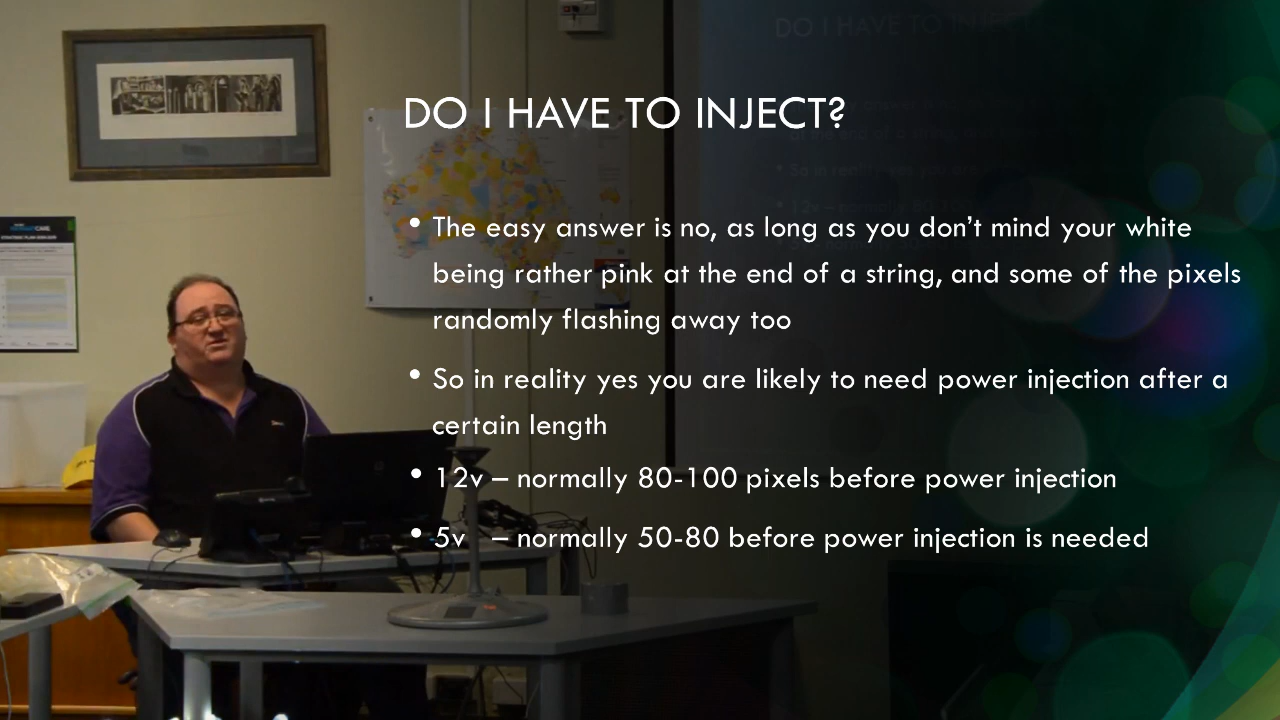 DO I HAVE TO INJECT?
• The easy answer is no, as long as you don’t mind your white
being rather pink at the end of a string, and some of the pixels
randomly flashing away too
• So in reality yes you are likely to need power injection after a
certain length
• 12v – normally 80-100 pixels before power injection
• 5v – normally 50-80 before power injection is needed